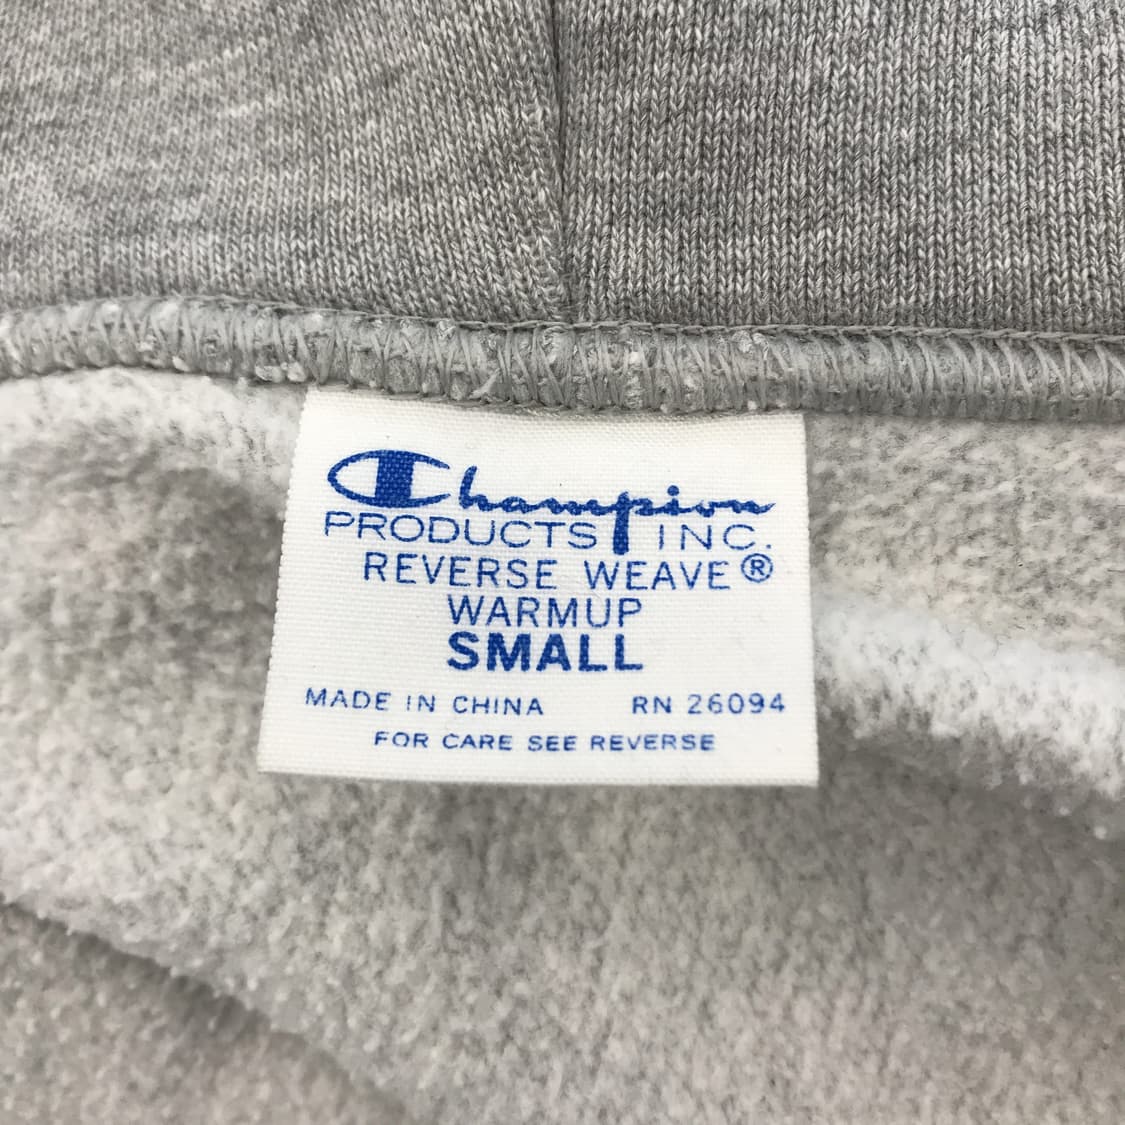 Champion
PRODUCTS INC.
REVERSE WEAVE®
WARMUP
SMALL
MADE IN CHINA RN 26094
FOR CARE SEE REVERSE